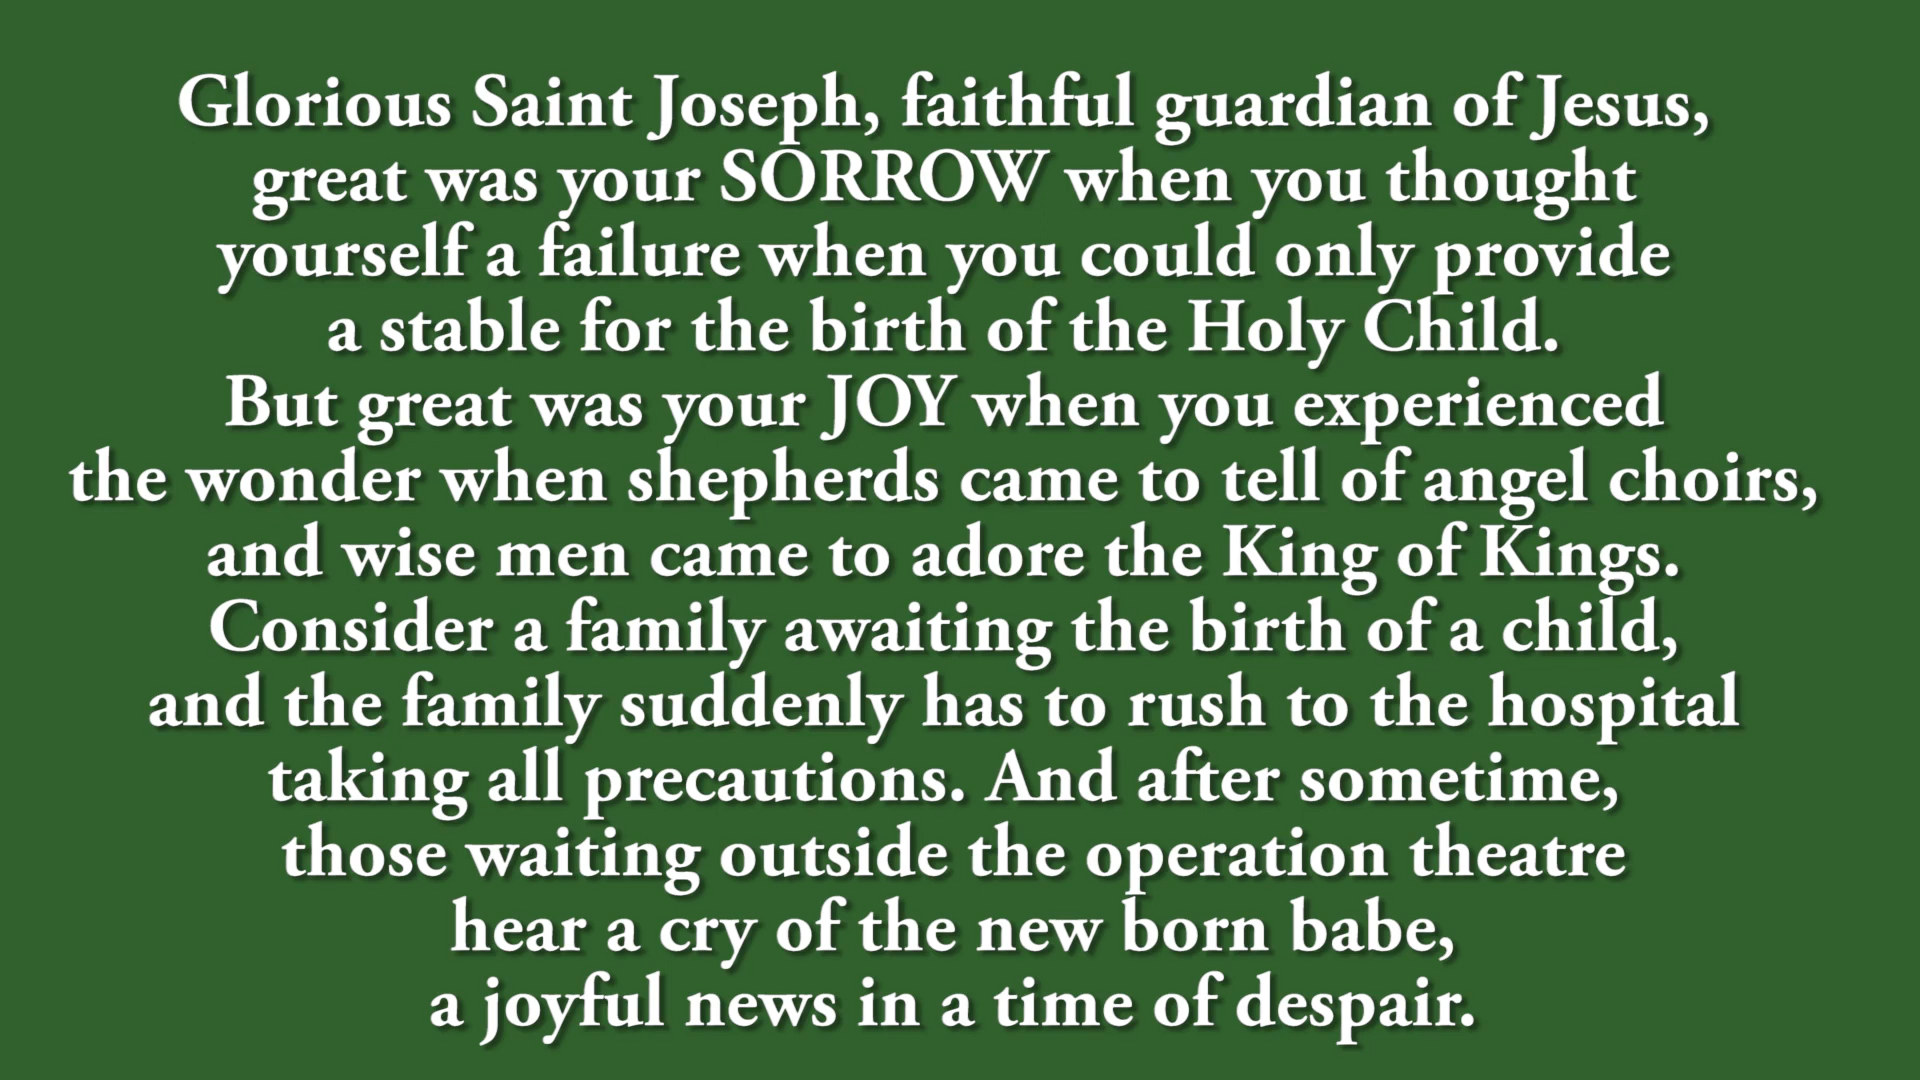 Glorious Saint Joseph, faithful guardian of Jesus,
great was your SORROW when you thought
yourself a failure when you could only provide
a stable for the birth of the Holy Child.
But great was your JOY when you experienced
the wonder when shepherds came to tell of angel choirs,
and wise men came to adore the King of Kings.
Consider a family awaiting the birth of a child,
and the family suddenly has to rush to the hospital
taking all precautions. And after sometime,
those waiting outside the operation theatre
hear a cry of the new born babe,
a joyful news in a time of despair.